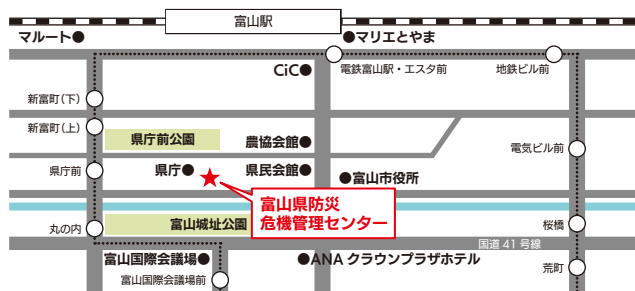 富山駅
マルート●
●マリエとやま
CiC●
電鉄富山駅・エスタ前
地鉄ビル前
新富町(下)
新富町(上)
県庁前公園
農協会館●
電気ビル前
県庁前
県庁●
県民会館●
●富山市役所
富山県防災
危機管理センター
丸の内
富山城址公園
桜橋
国道41号線
富山国際会議場●
●ANAクラウンプラザホテル
富山国際会議場前
荒町